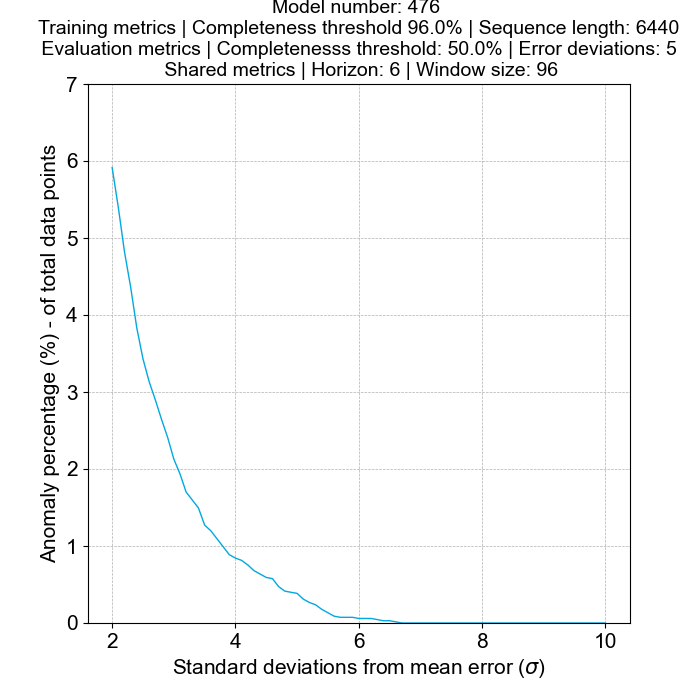 Model number: 476
Training metrics | Completeness threshold 96.0% | Sequence length: 6440
Evaluation metrics | Completenesss threshold: 50.0% | Error deviations: 5
Shared metrics | Horizon: 6 | Window size: 96
7
6
5
4
3
2
1
0
Anomaly percentage (%) - of total data points
2 4 6 8 10
Standard deviations from mean error (σ)